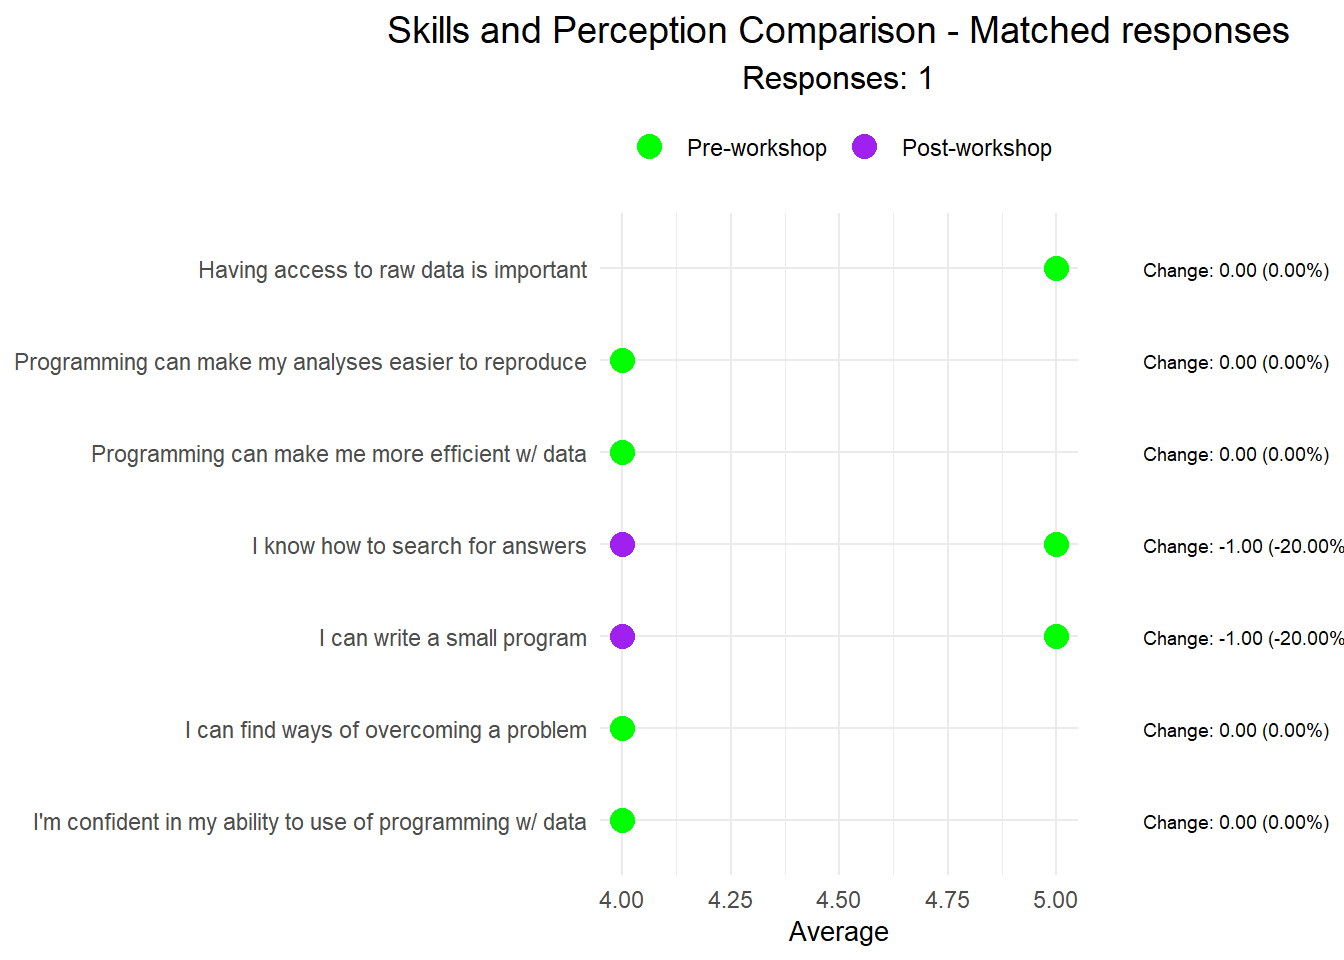 Skills and Perception Comparison - Matched responses
Responses: 1
Pre-workshop Post-workshop
Having access to raw data is important Change: 0.00 (0.00%)
Programming can make my analyses easier to reproduce Change: 0.00 (0.00%)
Programming can make me more efficient w/ data Change: 0.00 (0.00%)
I know how to search for answers Change: -1.00 (-20.00%
I can write a small program Change: -1.00 (-20.00%
I can find ways of overcoming a problem Change: 0.00 (0.00%)
I'm confident in my ability to use of programming w/ data Change: 0.00 (0.00%)
4.00 4.25 4.50 4.75 5.00
Average